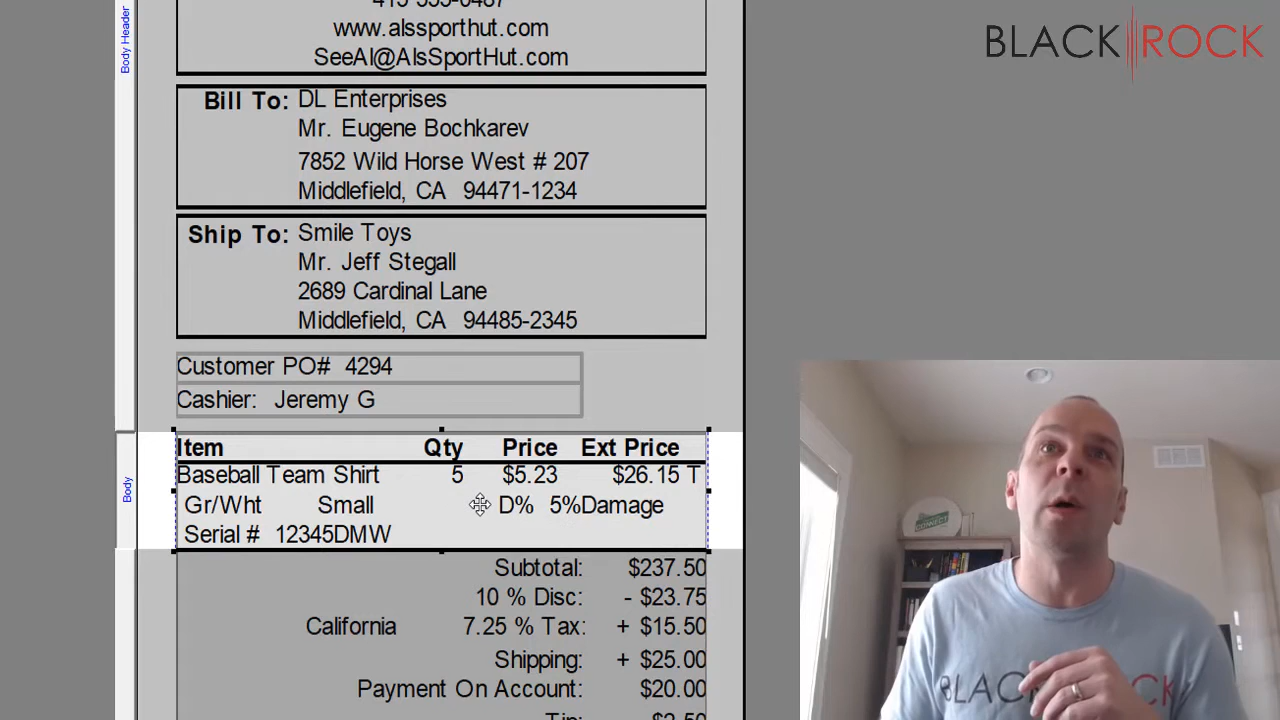 Body Header
www.alssporthut.com
SeeAl@AlsSportHut.com
BLACK ROCK
Bill To: DL Enterprises
Mr. Eugene Bochkarev
7852 Wild Horse West # 207
Middlefield, CA 94471-1234
Ship To: Smile Toys
Mr. Jeff Stegall
2689 Cardinal Lane
Middlefield, CA 94485-2345
Customer PO# 4294
Cashier: Jeremy G
Body
Item Qty Price Ext Price
Baseball Team Shirt 5 $5.23 $26.15 T
Gr/Wht Small D% 5%Damage
Serial # 12345DMW
Subtotal: $237.50
10 % Disc: - $23.75
California 7.25 % Tax: + $15.50
Shipping: + $25.00
Payment On Account: $20.00
BLACK